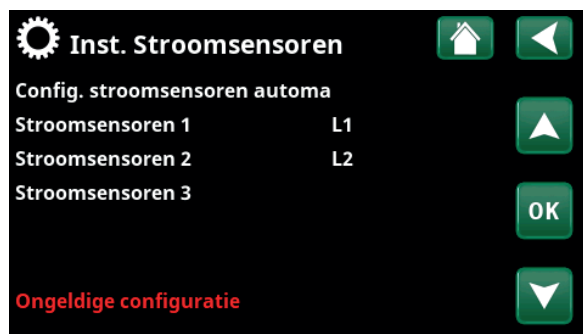 Inst. Stroomsensoren
Config. stroomsensoren automa
Stroomsensoren 1 L1
Stroomsensoren 2 L2
Stroomsensoren 3
OK
Ongeldige configuratie